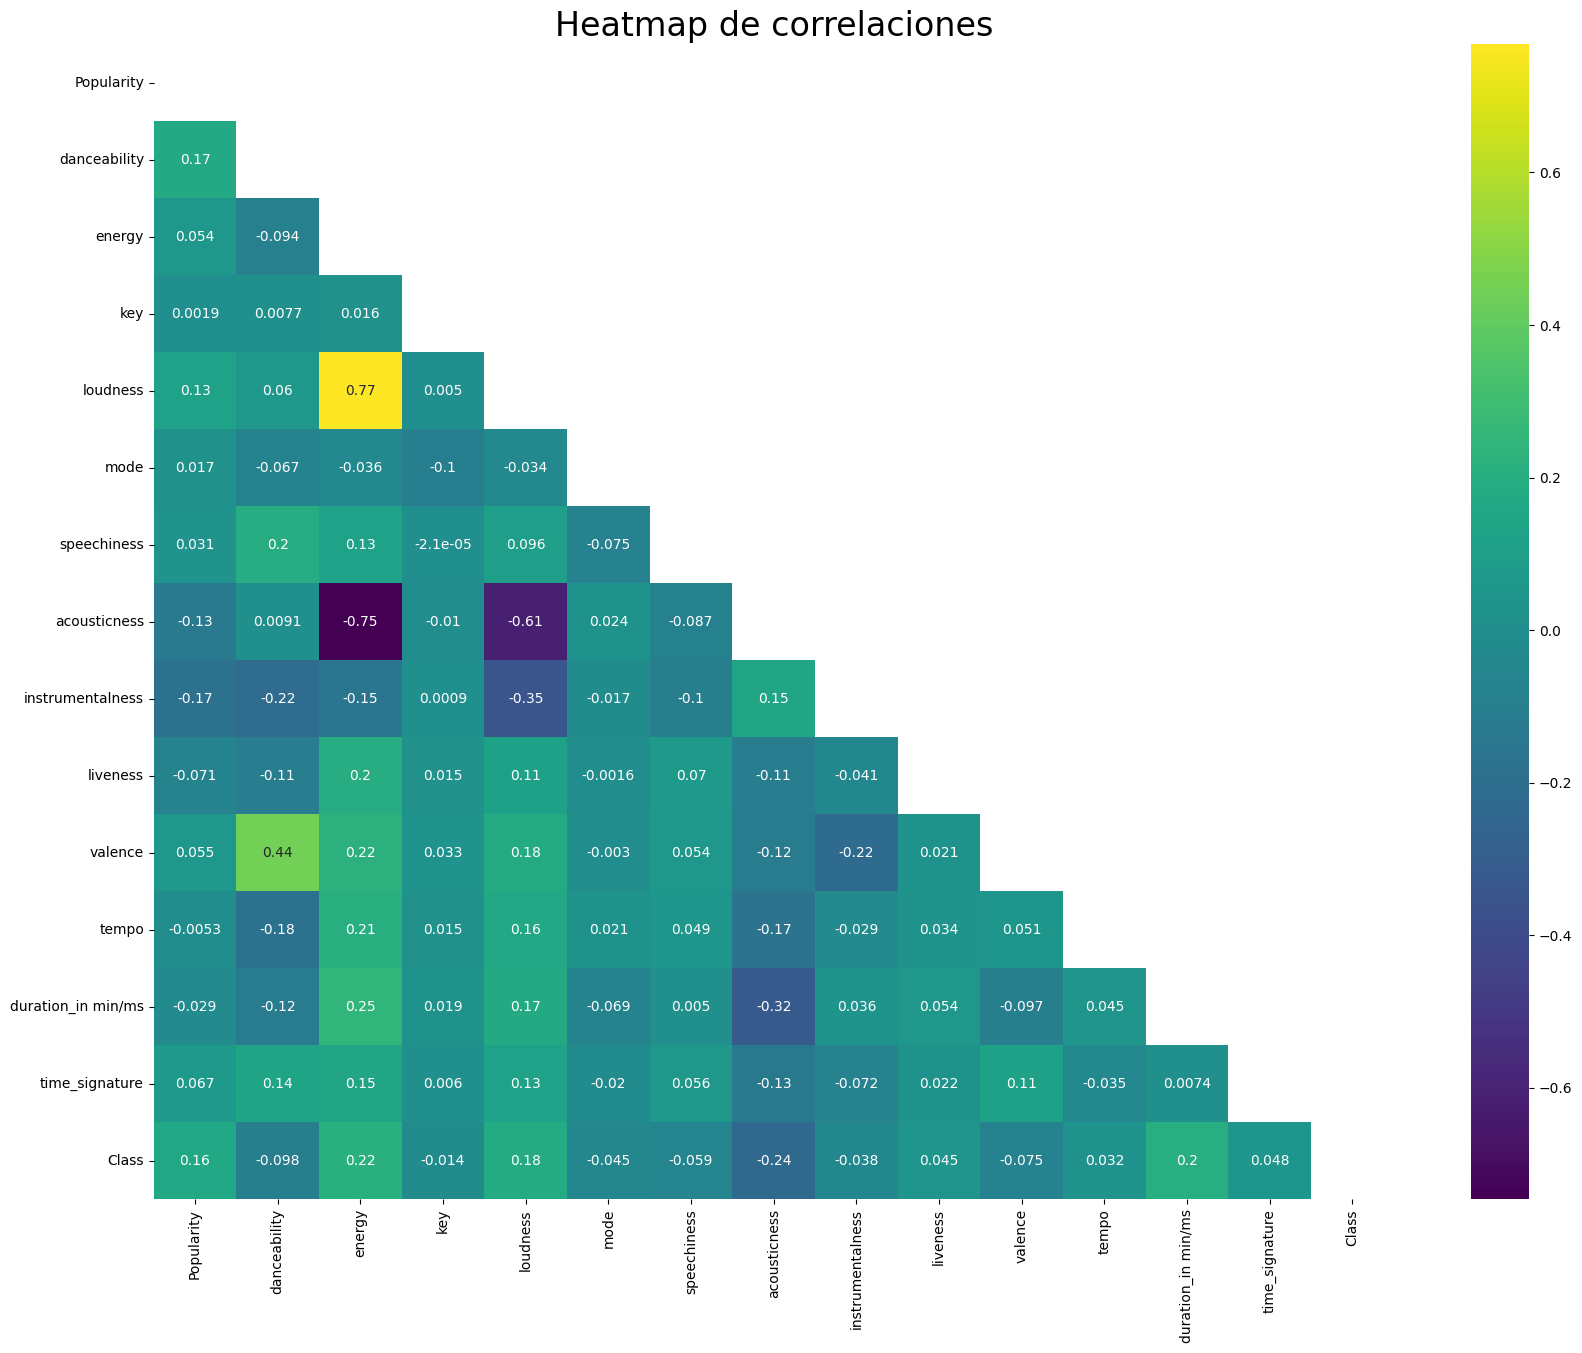 Heatmap de correlaciones
Popularity
danceability 0.17
energy 0.054 -0.094
key 0.0019 0.0077 0.016
loudness 0.13 0.06 0.77 0.005
mode 0.017 -0.067 -0.036 -0.1 -0.034
speechiness 0.031 0.2 0.13 -2.1e-05 0.096 -0.075
acousticness -0.13 0.0091 -0.75 -0.01 -0.61 0.024 -0.087
instrumentalness -0.17 -0.22 -0.15 0.0009 -0.35 -0.017 -0.1 0.15
liveness -0.071 -0.11 0.2 0.015 0.11 -0.0016 0.07 -0.11 -0.041
valence 0.055 0.44 0.22 0.033 0.18 -0.003 0.054 -0.12 -0.22 0.021
tempo -0.0053 -0.18 0.21 0.015 0.16 0.021 0.049 -0.17 -0.029 0.034 0.051
duration_in min/ms -0.029 -0.12 0.25 0.019 0.17 -0.069 0.005 -0.32 0.036 0.054 -0.097 0.045
time_signature 0.067 0.14 0.15 0.006 0.13 -0.02 0.056 -0.13 -0.072 0.022 0.11 -0.035 0.0074
Class 0.16 -0.098 0.22 -0.014 0.18 -0.045 -0.059 -0.24 -0.038 0.045 -0.075 0.032 0.2 0.048
Popularity
danceability
energy
key
loudness
mode
speechiness
acousticness
instrumentalness
liveness
valence
tempo
duration_in min/ms
time_signature
Class
0.6
0.4
0.2
0.0
−0.2
−0.4
−0.6